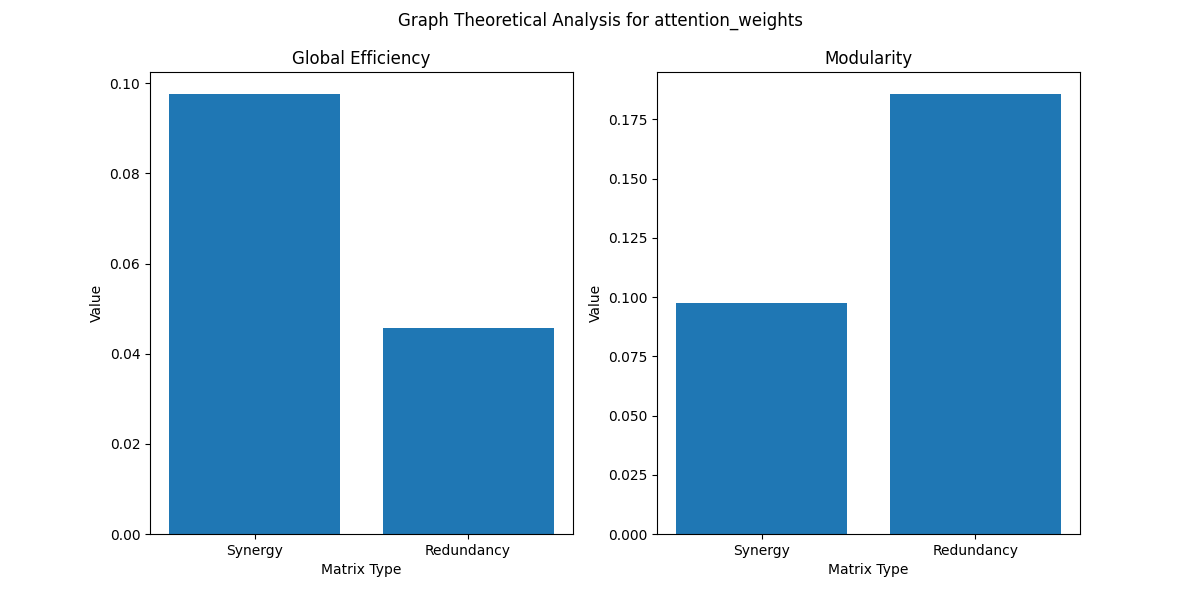 Graph Theoretical Analysis for attention_weights
Global Efficiency
0.10
0.08
0.06
0.04
0.02
0.00
Value
Synergy Redundancy
Matrix Type
Modularity
0.175
0.150
0.125
0.100
0.075
0.050
0.025
0.000
Value
Synergy Redundancy
Matrix Type